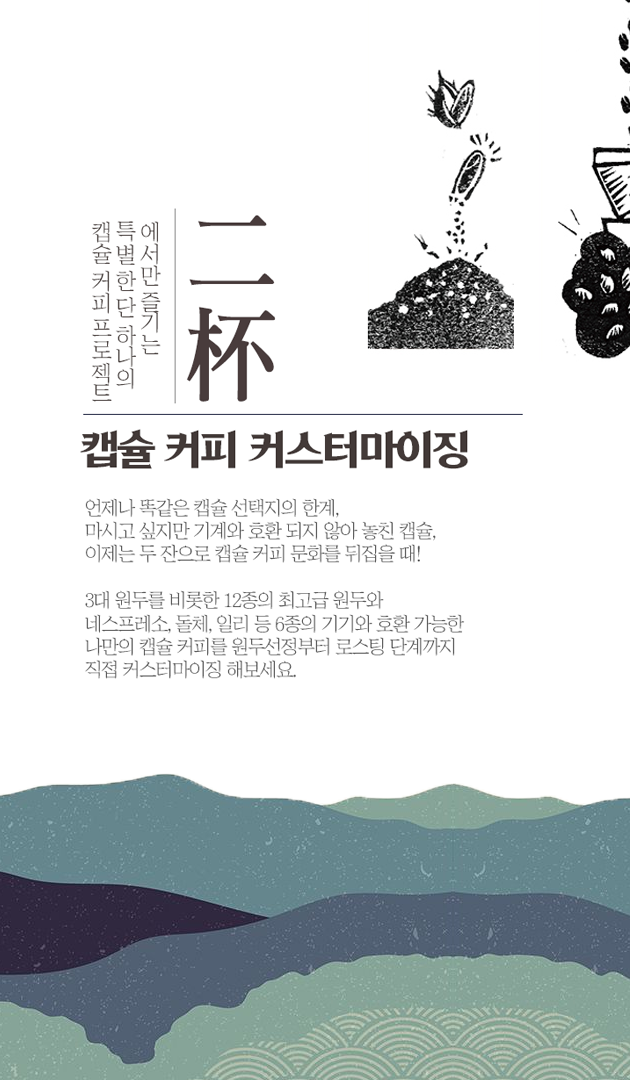 二杯
에서만 즐기는
특별한 단 하나의
캡슐 커피 프로젝트
캡슐 커피 커스터마이징
언제나 똑같은 캡슐 선택지의 한계,
마시고 싶지만 기계와 호환 되지 않아 놓친 캡슐,
이제는 두 잔으로 캡슐 커피 문화를 뒤집을 때!
3대 원두를 비롯한 12종의 최고급 원두와
네스프레소, 돌체, 일리 등 6종의 기기와 호환 가능한
나만의 캡슐 커피를 원두선정부터 로스팅 단계까지
직접 커스터마이징 해보세요.